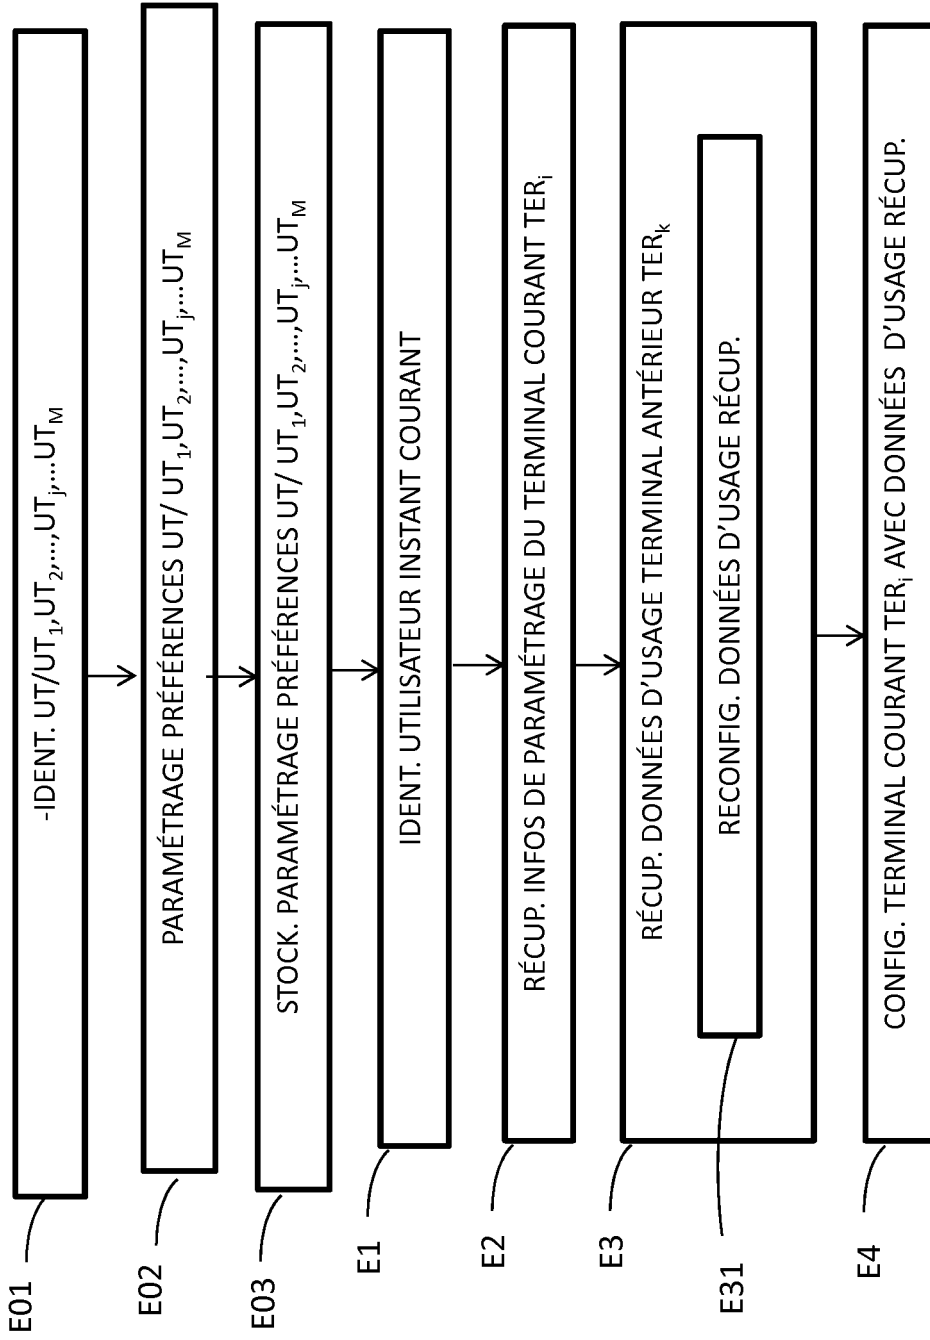 E01
-IDENT. UT/UT1,UT2,...,UTj,...UTM
E02
PARAMÉTRAGE PRÉFÉRENCES UT/ UT1,UT2,...,UTj,...UTM
E03
STOCK. PARAMÉTRAGE PRÉFÉRENCES UT/ UT1,UT2,...,UTj,...UTM
E1
IDENT. UTILISATEUR INSTANT COURANT
E2
RÉCUP. INFOS DE PARAMÉTRAGE DU TERMINAL COURANT TERi
E3
RÉCUP. DONNÉES D'USAGE TERMINAL ANTÉRIEUR TERk
E31
RECONFIG. DONNÉES D'USAGE RÉCUP.
E4
CONFIG. TERMINAL COURANT TERi AVEC DONNÉES D'USAGE RÉCUP.